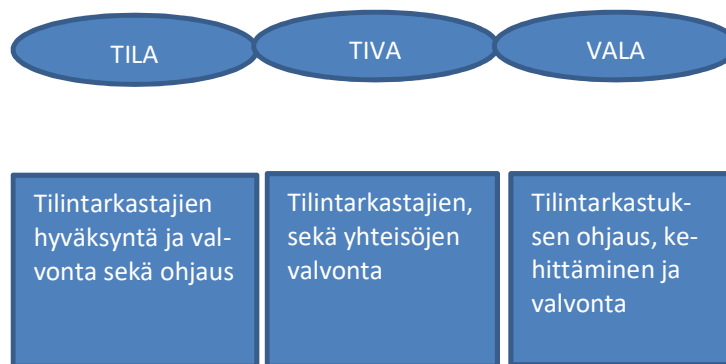 TILA
TIVA
VALA
Tilintarkastajien
hyväksyntä ja val-
vonta sekä ohjaus
Tilintarkastajien,
sekä yhteisöjen
valvonta
Tilintarkastuk-
sen ohjaus, ke-
hittäminen ja
valvonta